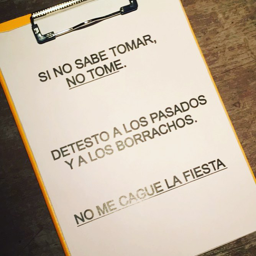 SI NO SABE TOMAR,
NO TOME.
DETESTO A LOS PASADOS
Y A LOS BORRACHOS.
NO ME CAGUE LA FIESTA